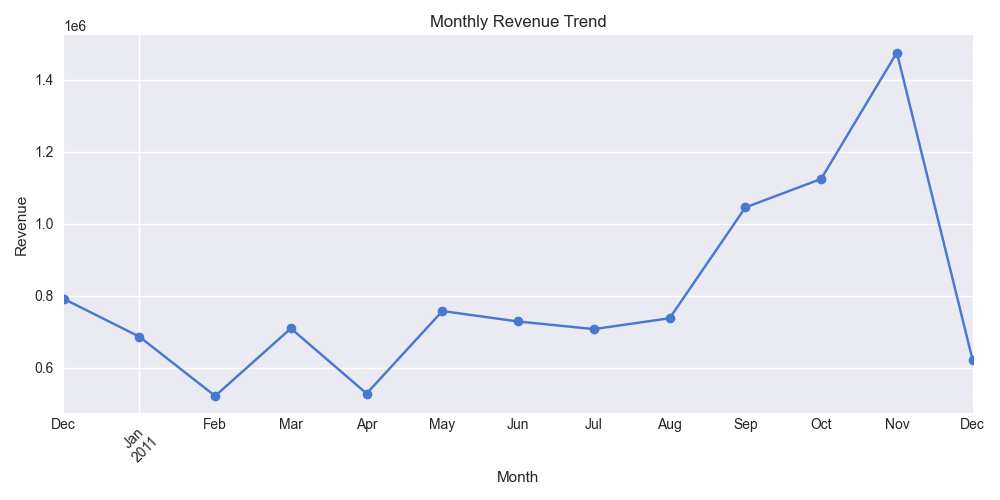 Monthly Revenue Trend
1e6
1.4
1.2
1.0
0.8
0.6
Revenue
Dec
Jan
2011
Feb
Mar
Apr
May
Jun
Jul
Aug
Sep
Oct
Nov
Dec
Month